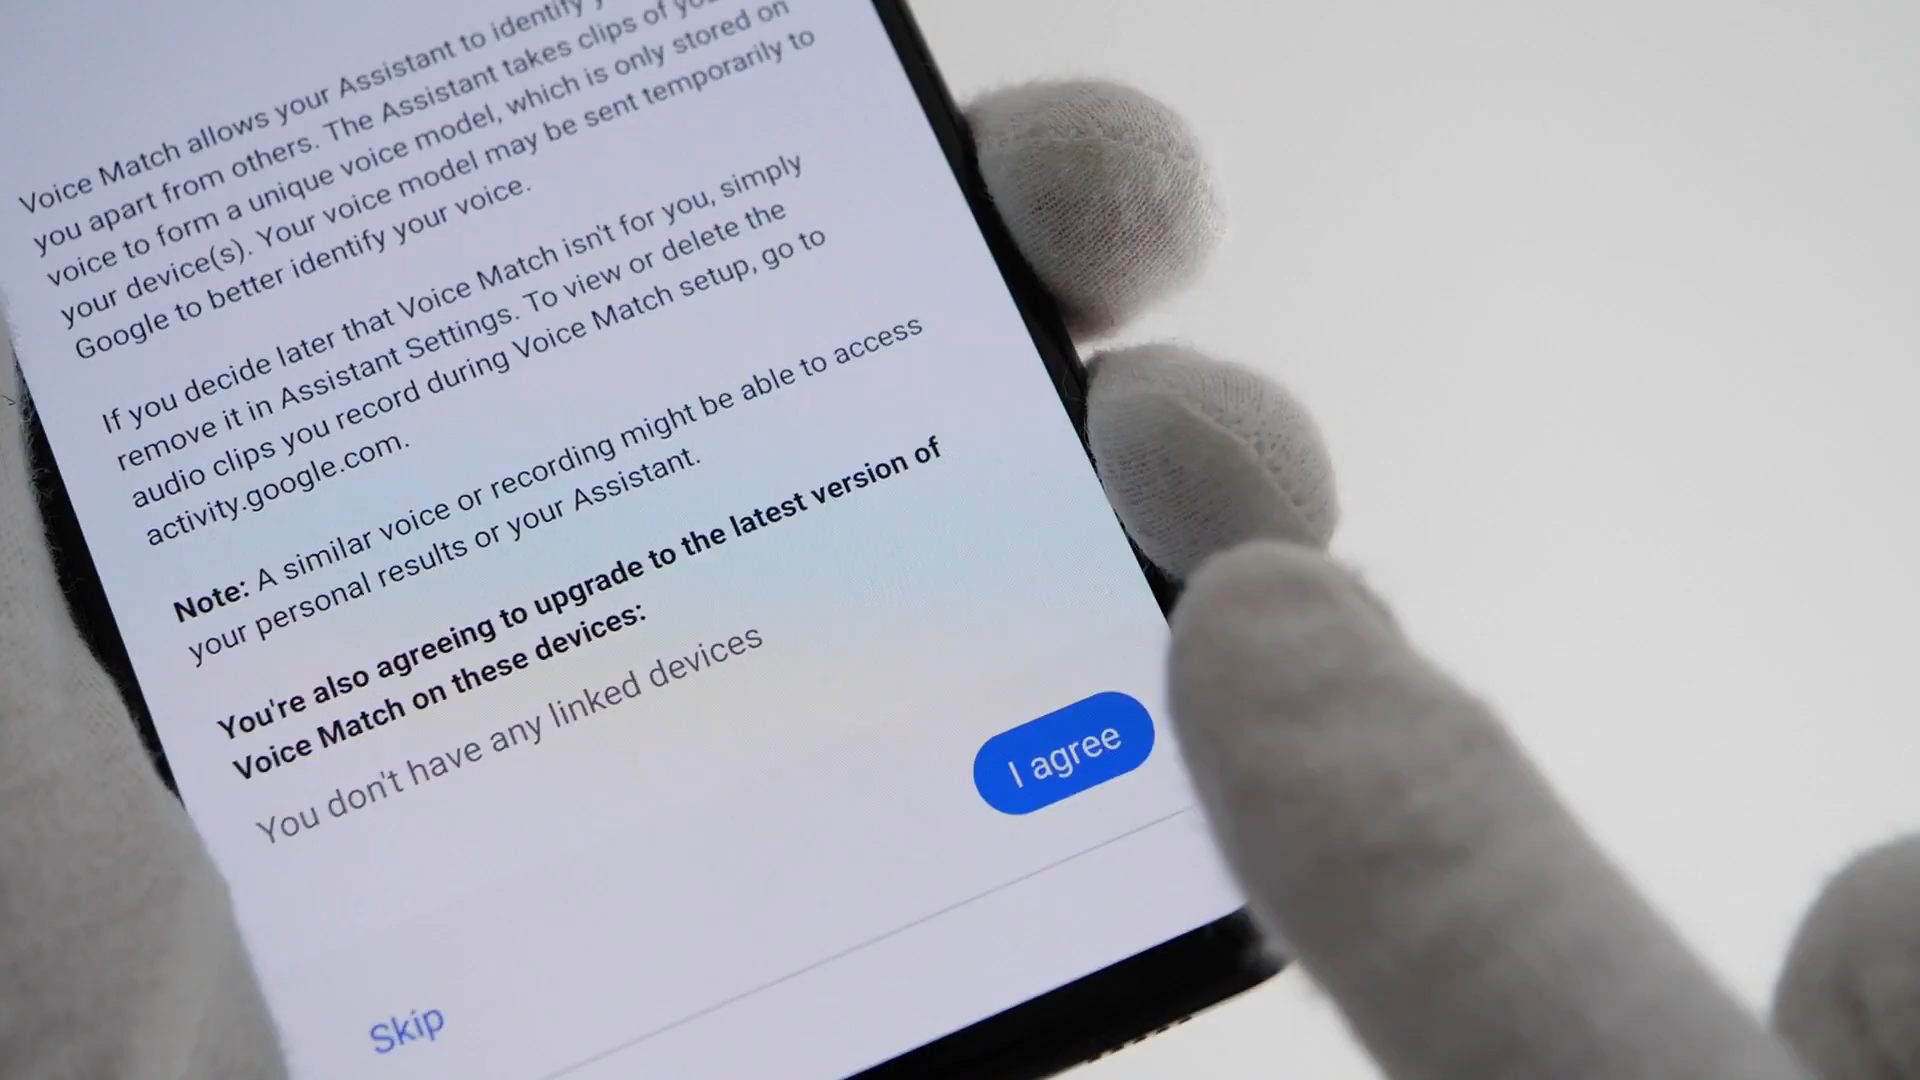 Voice Match allows your Assistant to identify
you apart from others. The Assistant takes clips of
voice to form a unique voice model, which is only stored on
your device(s). Your voice model may be sent temporarily to
Google to better identify your voice.
If you decide later that Voice Match isn't for you, simply
remove it in Assistant Settings. To view or delete the
audio clips you record during Voice Match setup, go to
activity.google.com.
Note: A similar voice or recording might be able to access
your personal results or your Assistant.
You're also agreeing to upgrade to the latest version of
Voice Match on these devices:
You don't have any linked devices
I agree
Skip